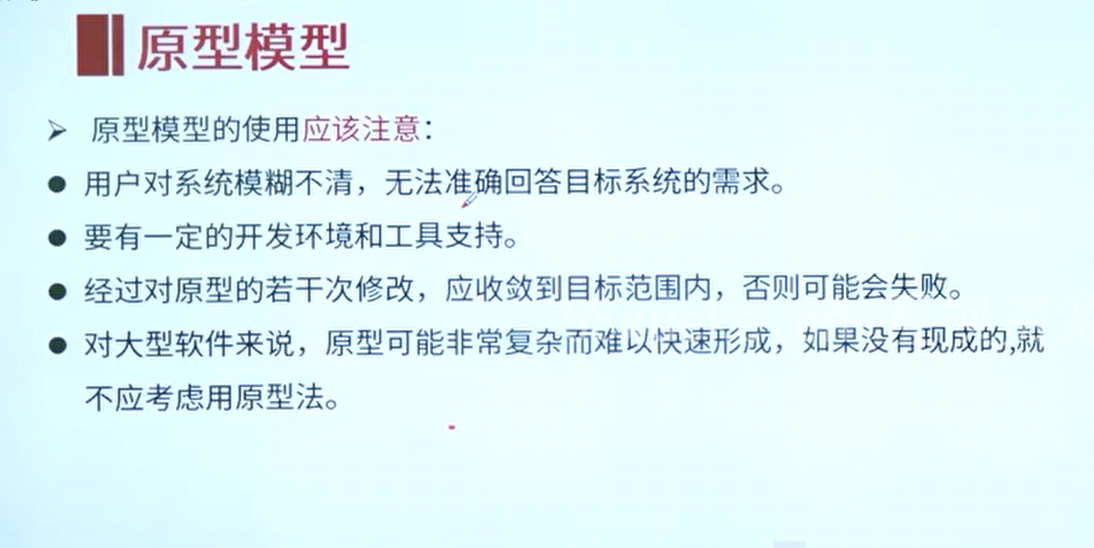 原型模型
➢ 原型模型的使用应该注意：
● 用户对系统模糊不清，无法准确回答目标系统的需求。
● 要有一定的开发环境和工具支持。
● 经过对原型的若干次修改，应收敛到目标范围内，否则可能会失败。
● 对大型软件来说，原型可能非常复杂而难以快速形成，如果没有现成的,就
不应考虑用原型法。